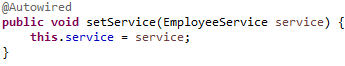 @Autowired
public void setService(EmployeeService service) {
    this.service = service;
}